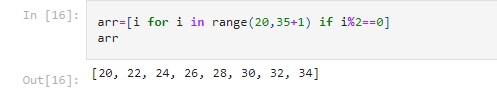 In [16]:
arr=[i for i in range(20,35+1) if i%2==0]
arr
Out[16]:
[20, 22, 24, 26, 28, 30, 32, 34]